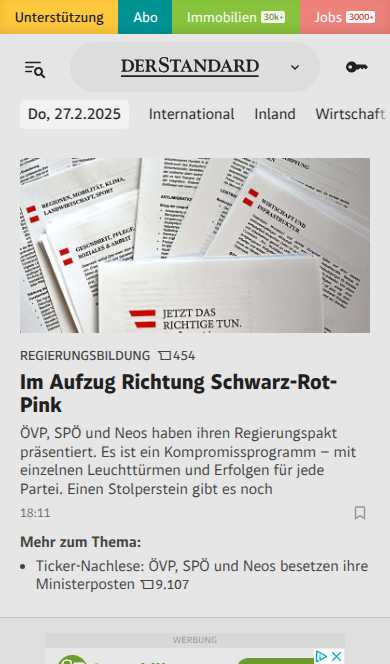 Unterstützung Abo Immobilien 30k+ Jobs 3000+
DERSTANDARD
Do, 27.2.2025 International Inland Wirtschaft
REGIONEN, MOBILITÄT, KLIMA,
LANDWIRTSCHAFT, SPORT
GESUNDHEIT, PFLEGE,
SOZIALES & ARBEIT
WIRTSCHAFT UND
INFRASTRUKTUR
JETZT DAS
RICHTIGE TUN.
REGIERUNGSBILDUNG 454
Im Aufzug Richtung Schwarz-Rot-
Pink
ÖVP, SPÖ und Neos haben ihren Regierungspakt
präsentiert. Es ist ein Kompromissprogramm – mit
einzelnen Leuchttürmen und Erfolgen für jede
Partei. Einen Stolperstein gibt es noch
18:11
Mehr zum Thema:
• Ticker-Nachlese: ÖVP, SPÖ und Neos besetzen ihre
Ministerposten 9.107
WERBUNG